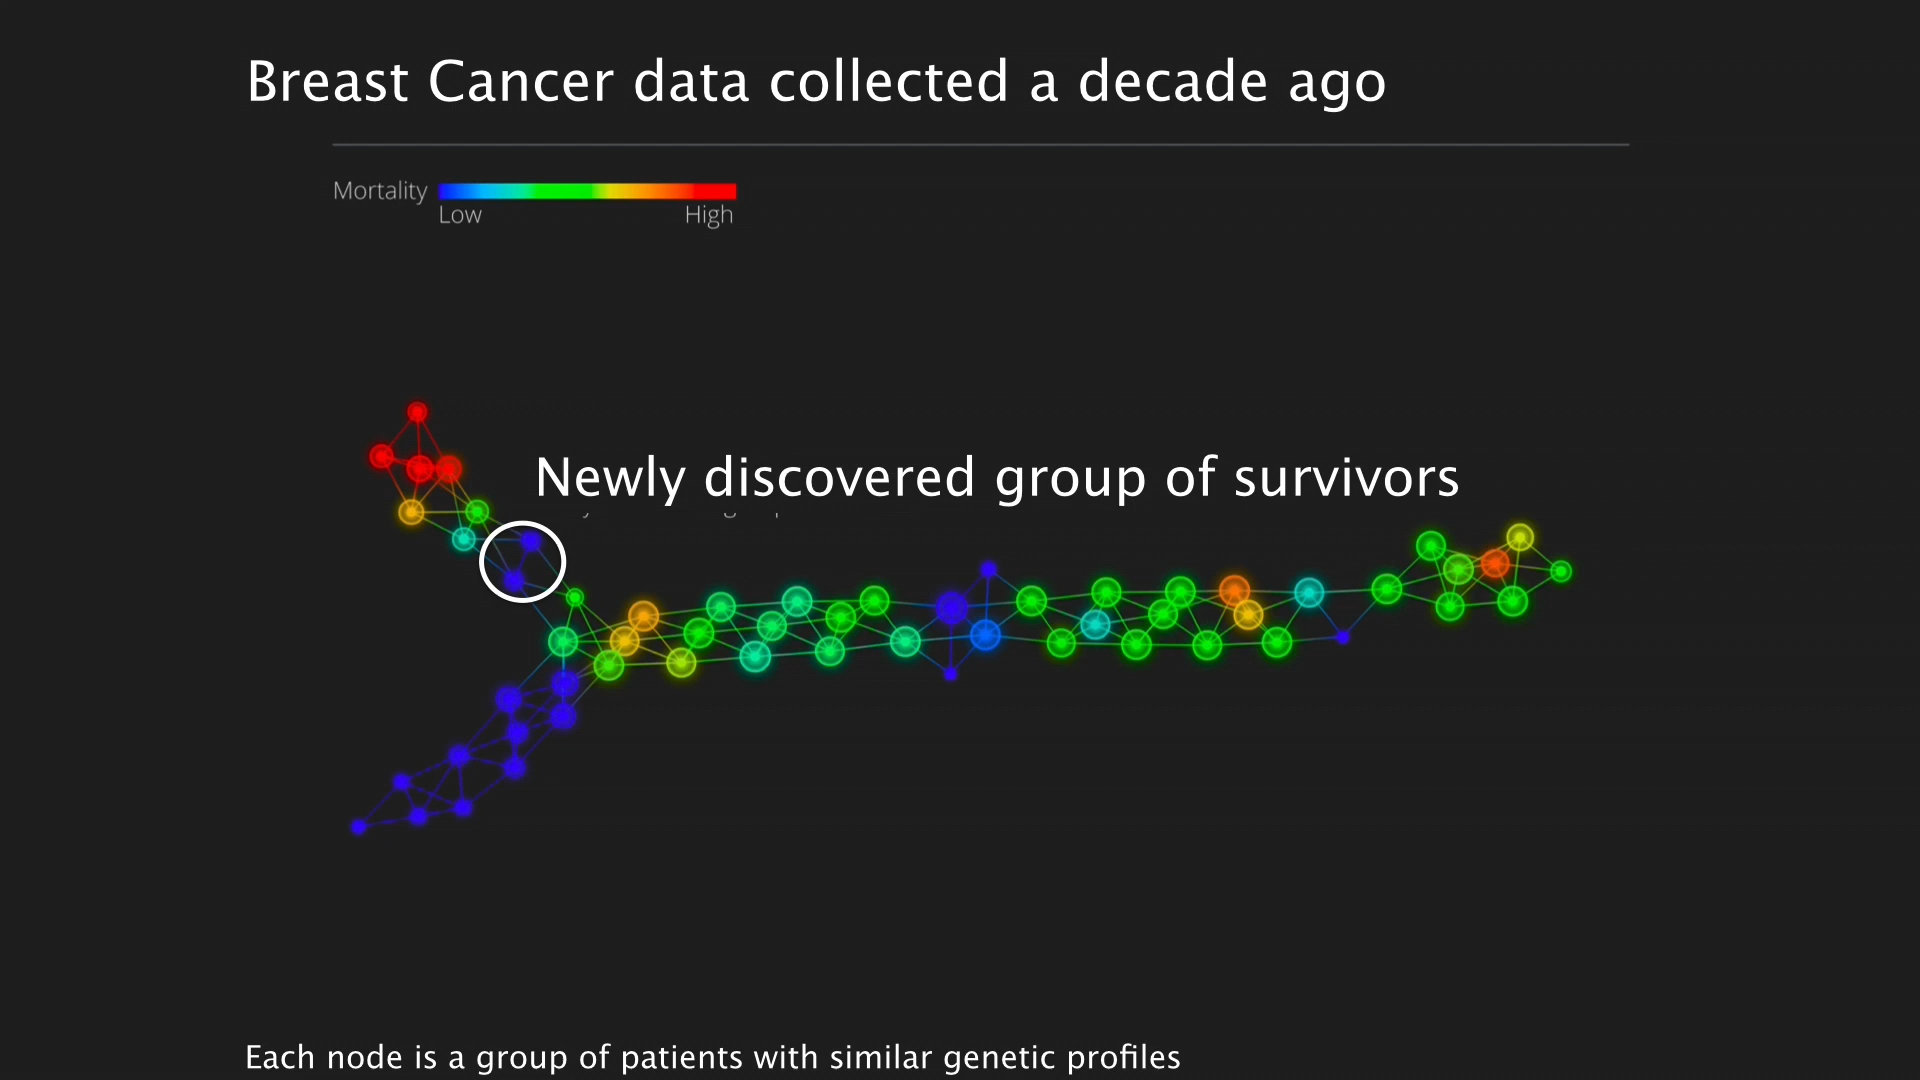 Breast Cancer data collected a decade ago
Mortality
Low High
Newly discovered group of survivors
Each node is a group of patients with similar genetic profiles